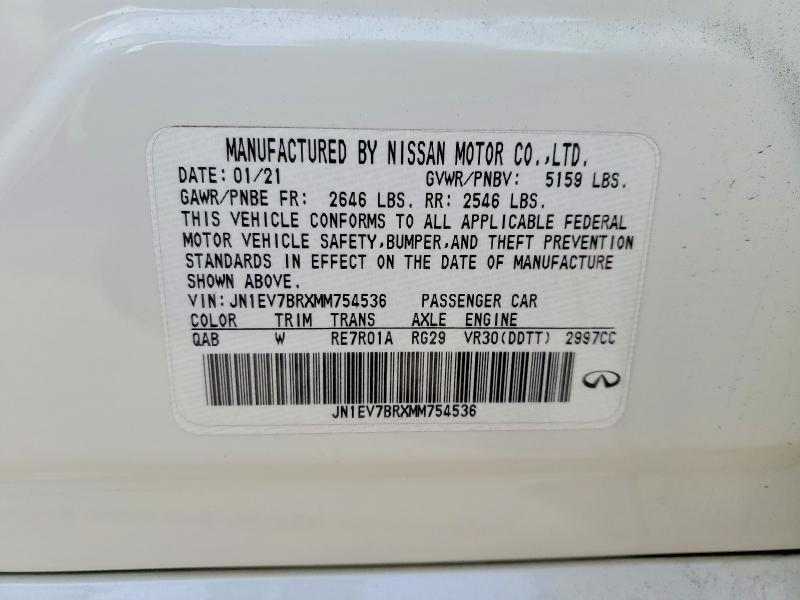 MANUFACTURED BY NISSAN MOTOR CO.,LTD.
DATE: 01/21 GVWR/PNBV: 5159 LBS.
GAWR/PNBE FR: 2646 LBS. RR: 2546 LBS.
THIS VEHICLE CONFORMS TO ALL APPLICABLE FEDERAL
MOTOR VEHICLE SAFETY,BUMPER,AND THEFT PREVENTION
STANDARDS IN EFFECT ON THE DATE OF MANUFACTURE
SHOWN ABOVE.
VIN:JN1EV7BRXMM754536 PASSENGER CAR
COLOR TRIM TRANS AXLE ENGINE
QAB W RE7R01A RG29 VR30(DDTT) 2997CC
JN1EV7BRXMM754536